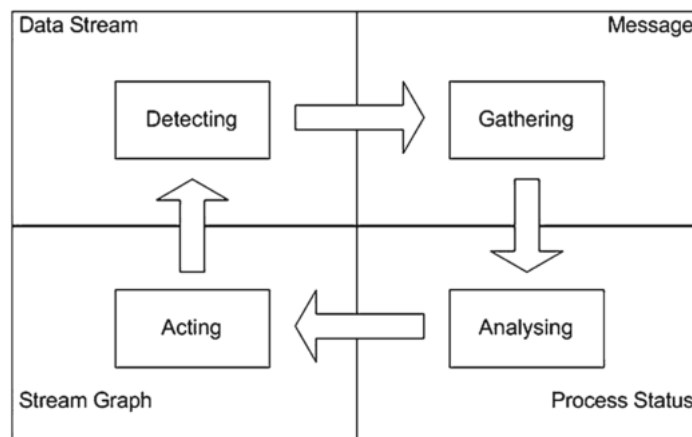 Data Stream
Message
Detecting
Gathering
Acting
Analysing
Stream Graph
Process Status